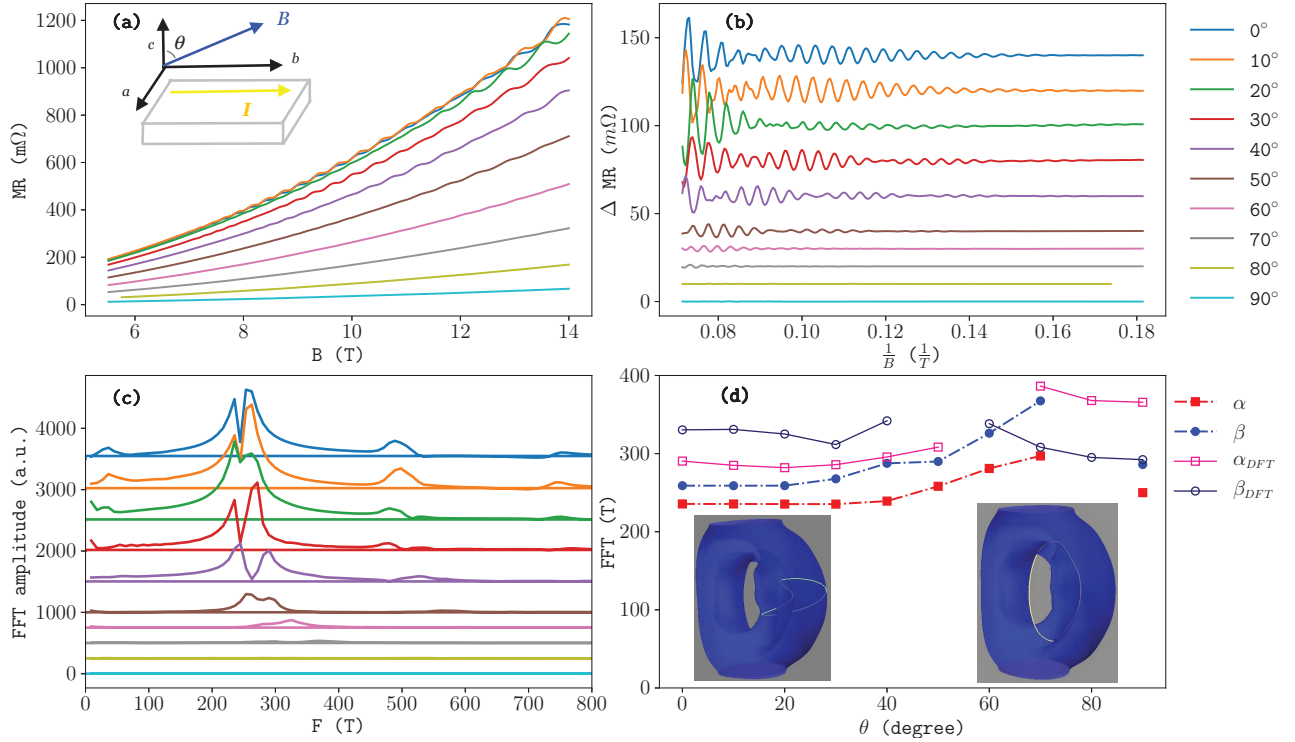 (a)
1200
1000
800
600
400
200
0
MR (mΩ)
6
8
10
12
14
B (T)
c
θ
B
b
a
I
(b)
150
100
50
0
Δ MR (mΩ)
0.08
0.10
0.12
0.14
0.16
0.18
1/B (1/T)
0°
10°
20°
30°
40°
50°
60°
70°
80°
90°
(c)
4000
3000
2000
1000
0
FFT amplitude (a.u.)
0
100
200
300
400
500
600
700
800
F (T)
(d)
400
300
200
100
0
FFT (T)
0
20
40
60
80
θ (degree)
α
β
α_DFT
β_DFT